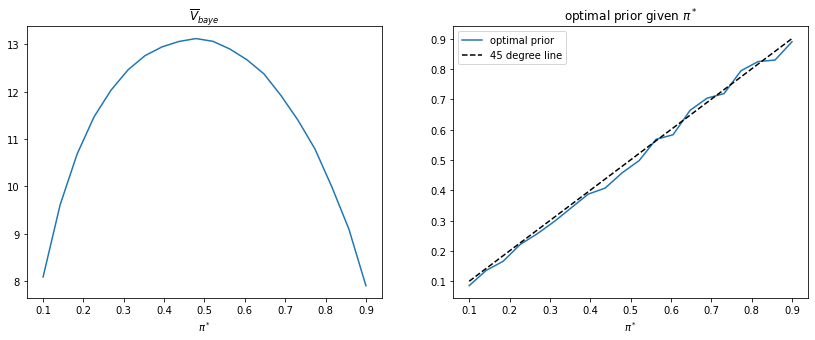 V̅_baye
13
12
11
10
9
8
0.1 0.2 0.3 0.4 0.5 0.6 0.7 0.8 0.9
π*
optimal prior given π*
optimal prior
45 degree line
0.9
0.8
0.7
0.6
0.5
0.4
0.3
0.2
0.1
0.1 0.2 0.3 0.4 0.5 0.6 0.7 0.8 0.9
π*